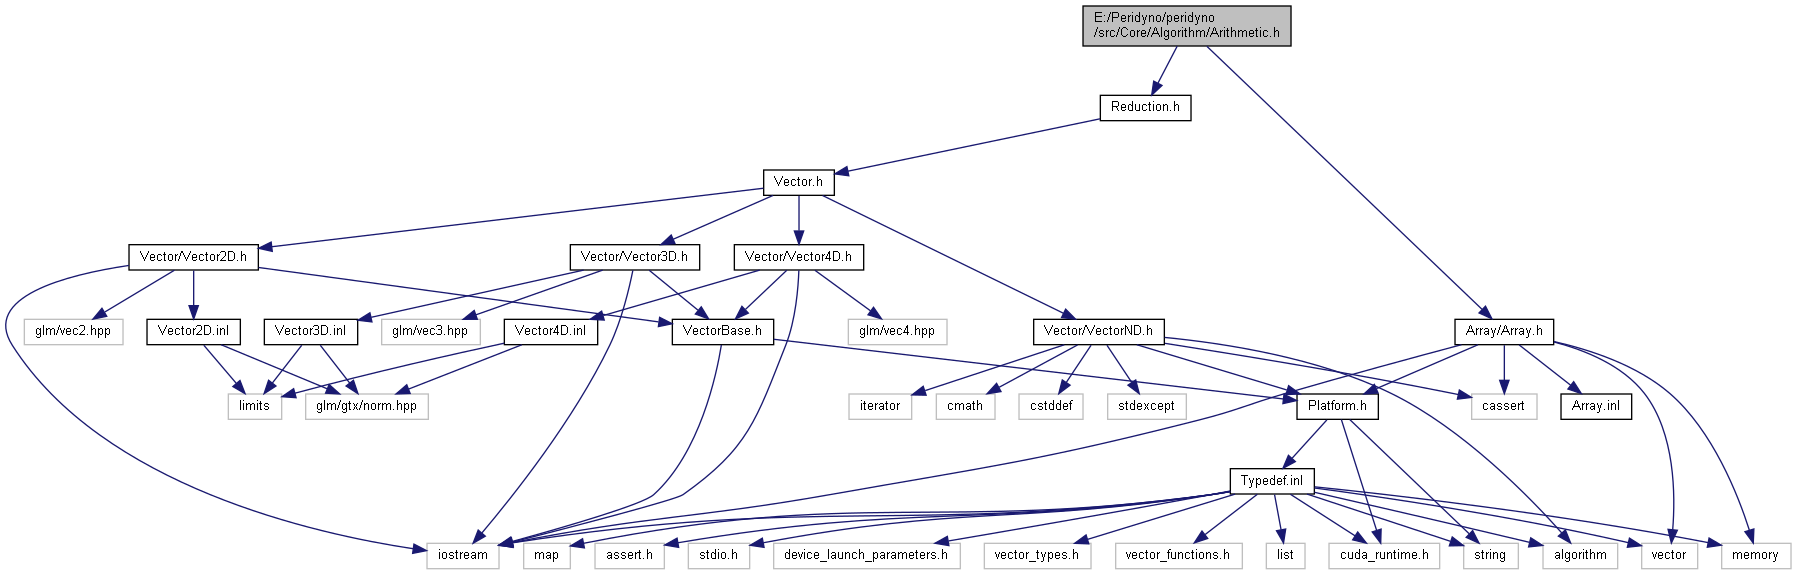 E:/Peridyno/peridyno
/src/Core/Algorithm/Arithmetic.h
Reduction.h
Vector.h
Vector/Vector2D.h
Vector/Vector3D.h
Vector/Vector4D.h
glm/vec2.hpp
Vector2D.inl
Vector3D.inl
glm/vec3.hpp
Vector4D.inl
VectorBase.h
glm/vec4.hpp
Vector/VectorND.h
Array/Array.h
limits
glm/gtx/norm.hpp
iterator
cmath
cstddef
stdexcept
Platform.h
cassert
Array.inl
Typedef.inl
iostream
map
assert.h
stdio.h
device_launch_parameters.h
vector_types.h
vector_functions.h
list
cuda_runtime.h
string
algorithm
vector
memory